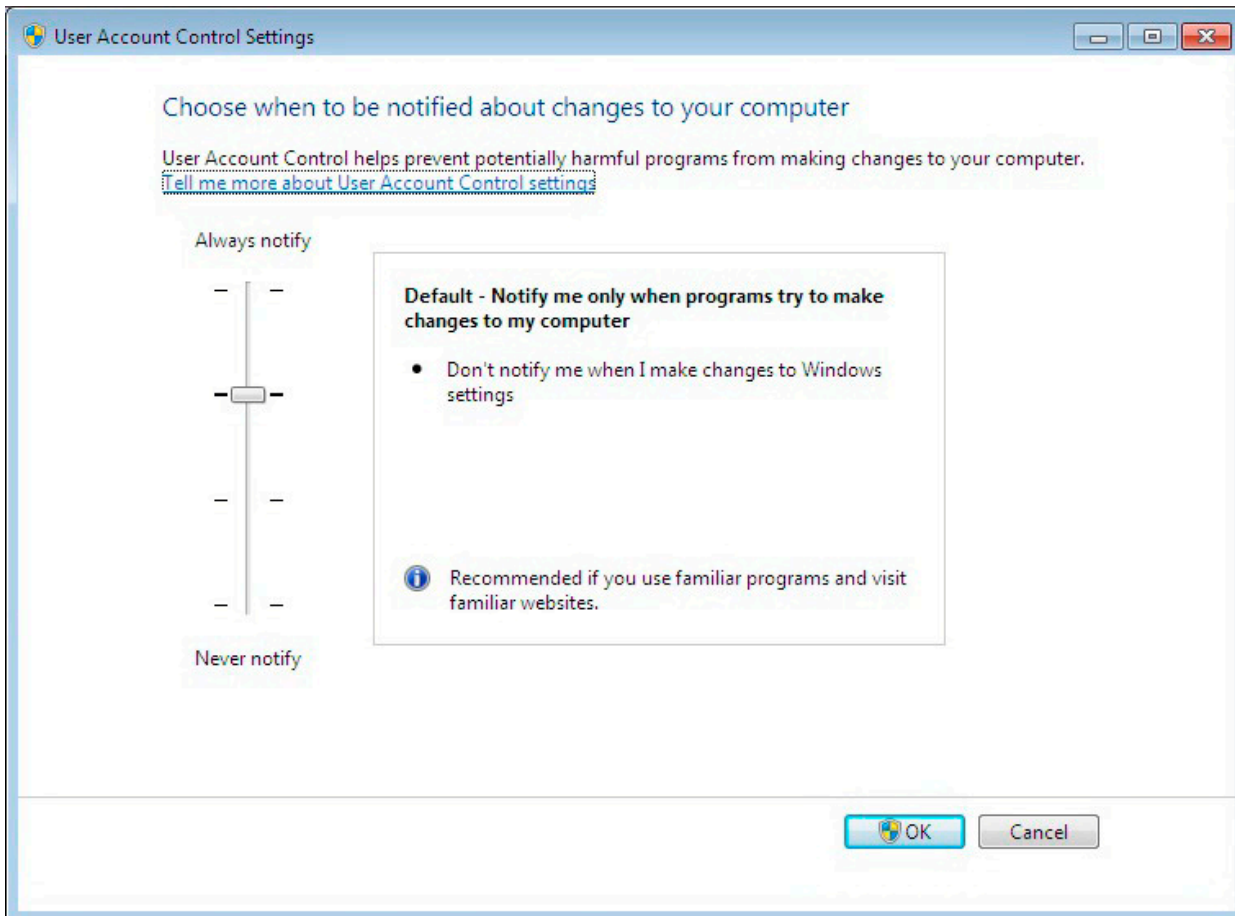 User Account Control Settings
Choose when to be notified about changes to your computer
User Account Control helps prevent potentially harmful programs from making changes to your computer.
Tell me more about User Account Control settings
Always notify
Default - Notify me only when programs try to make
changes to my computer
• Don't notify me when I make changes to Windows
settings
Recommended if you use familiar programs and visit
familiar websites.
Never notify
OK
Cancel